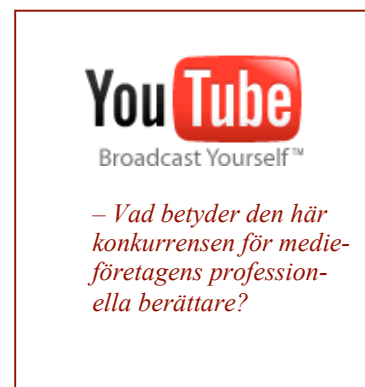 YouTube
Broadcast Yourself™
– Vad betyder den här
konkurrensen för medie-
företagens profession-
ella berättare?